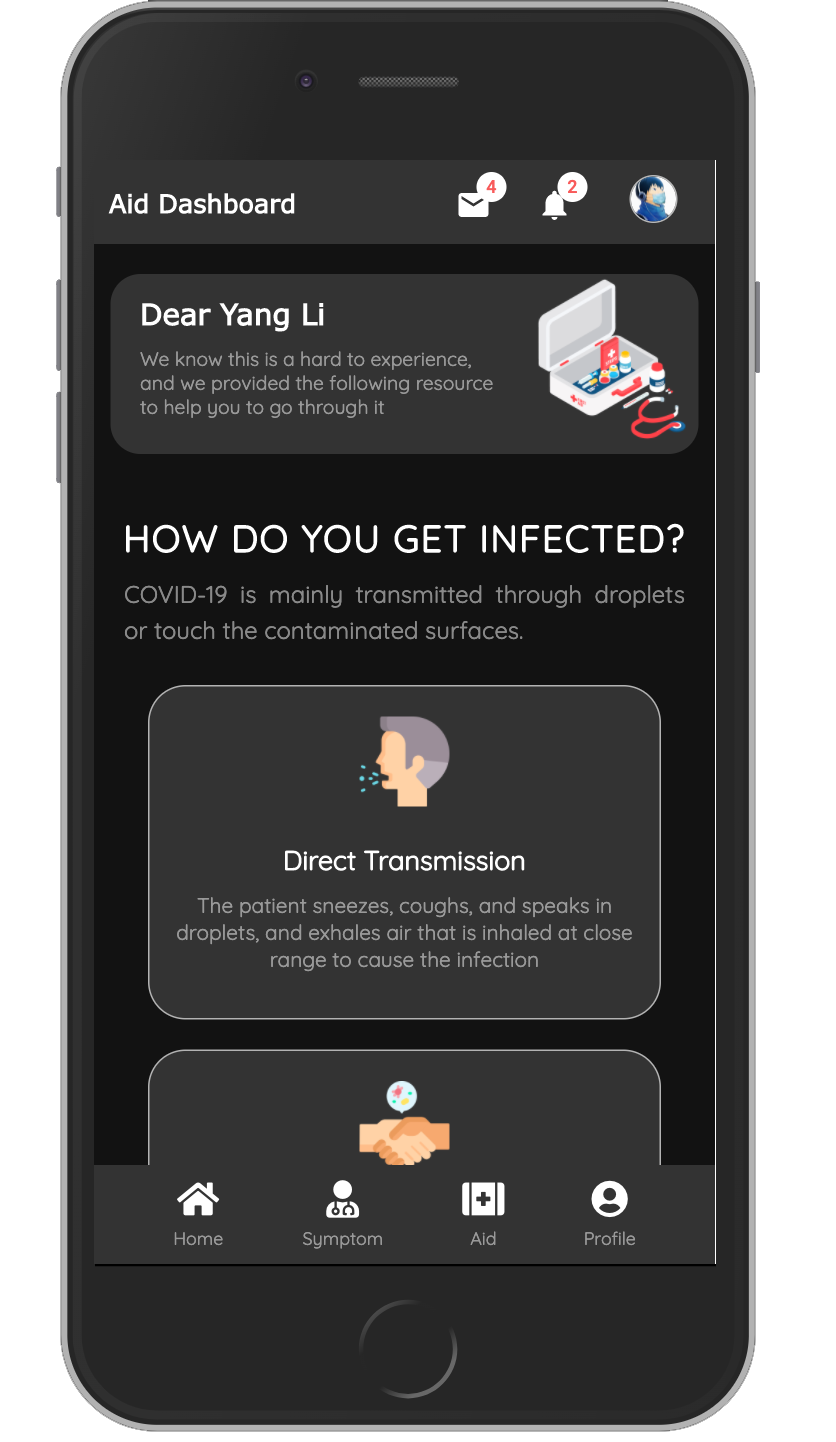 Aid Dashboard
4
2
Dear Yang Li
We know this is a hard to experience,
and we provided the following resource
to help you to go through it
HOW DO YOU GET INFECTED?
COVID-19 is mainly transmitted through droplets
or touch the contaminated surfaces.
Direct Transmission
The patient sneezes, coughs, and speaks in
droplets, and exhales air that is inhaled at close
range to cause the infection
Home
Symptom
Aid
Profile